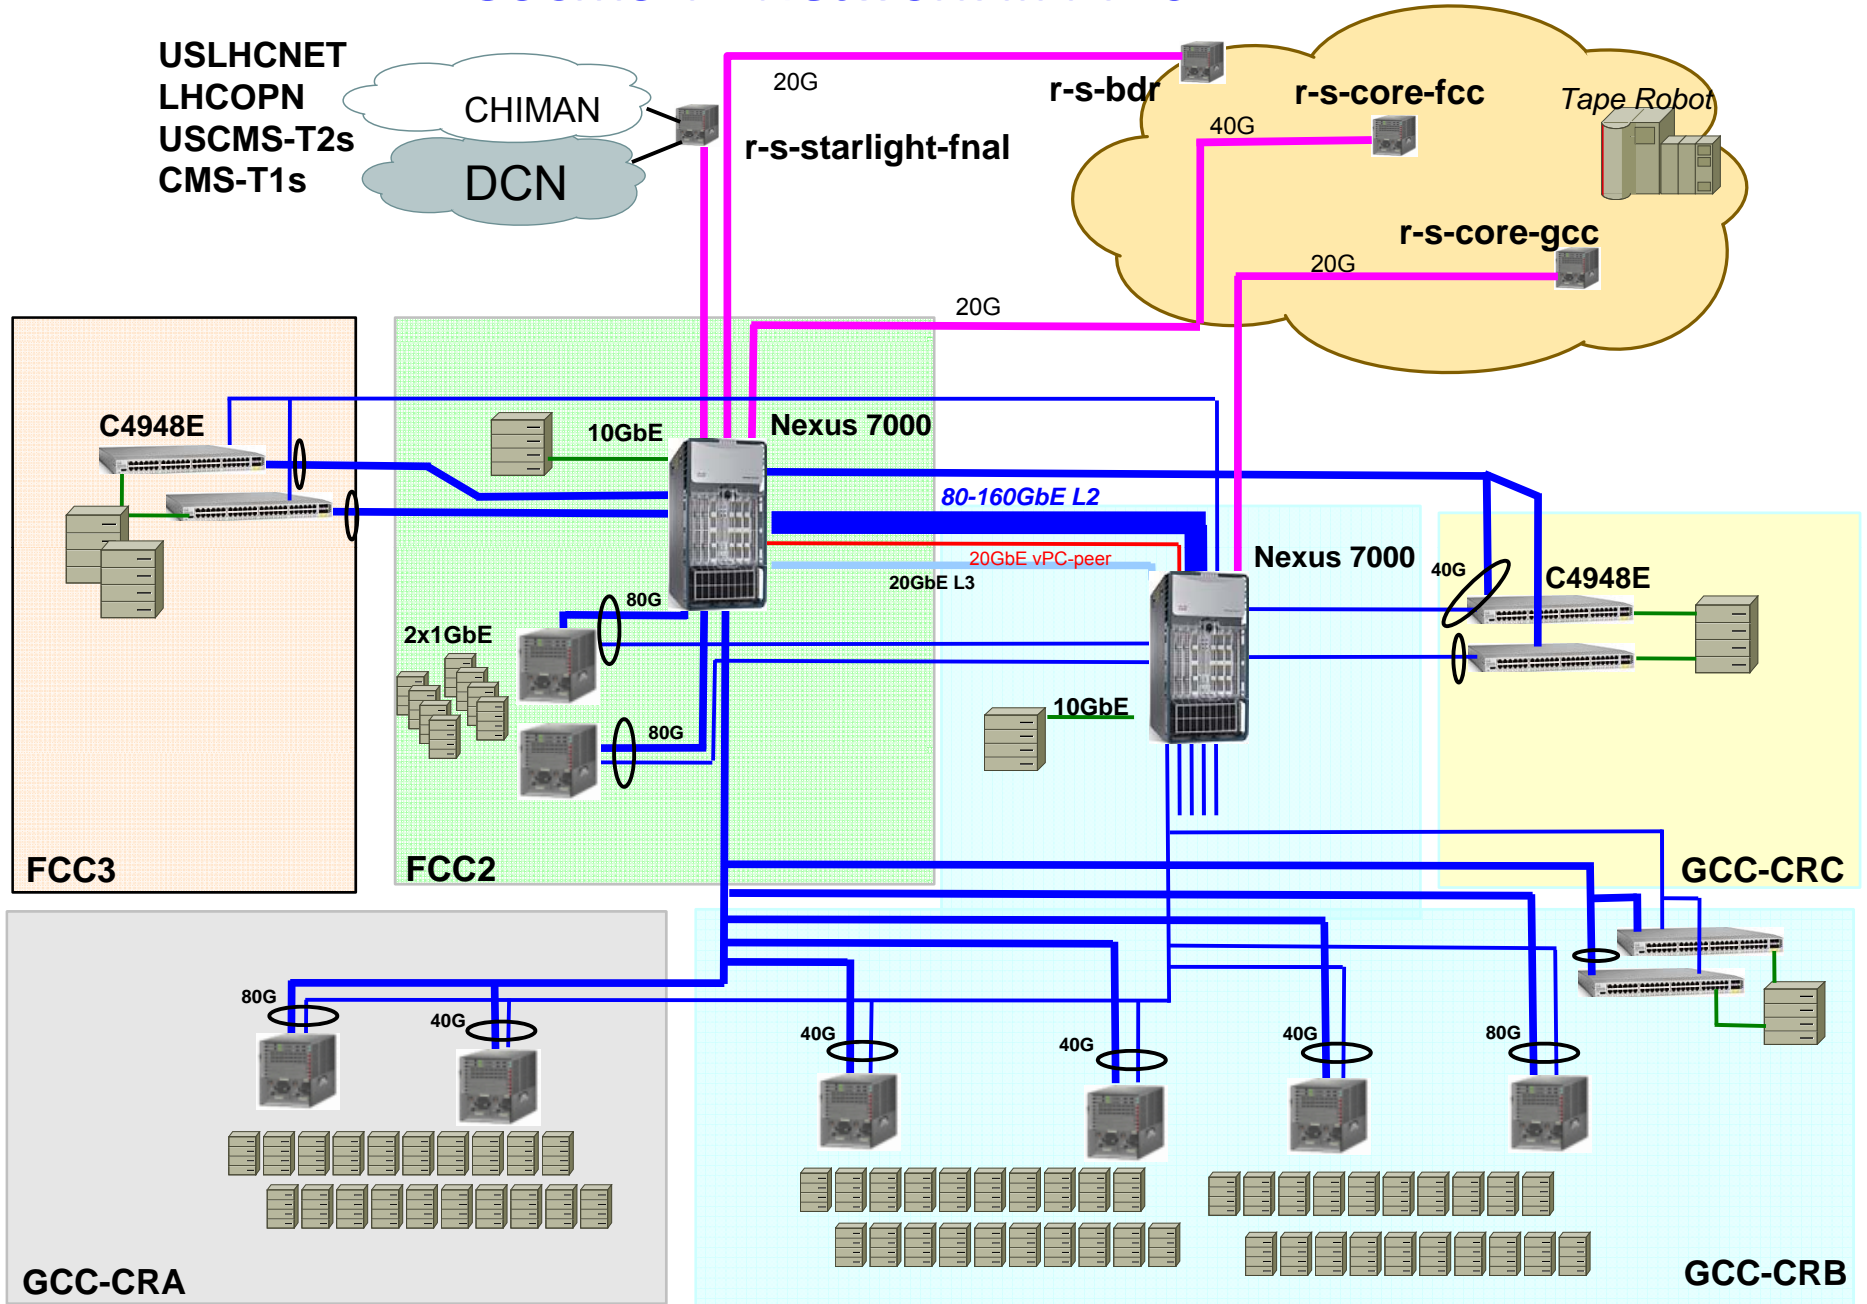 USLHCNET
LHCOPN
USCMS-T2s
CMS-T1s
CHIMAN
DCN
20G
r-s-starlight-fnal
r-s-bdr
r-s-core-fcc
Tape Robot
40G
r-s-core-gcc
20G
20G
C4948E
10GbE
Nexus 7000
80-160GbE L2
20GbE vPC-peer
20GbE L3
Nexus 7000
40G
C4948E
80G
2x1GbE
80G
10GbE
FCC3
FCC2
GCC-CRC
80G
40G
40G
40G
40G
80G
GCC-CRA
GCC-CRB